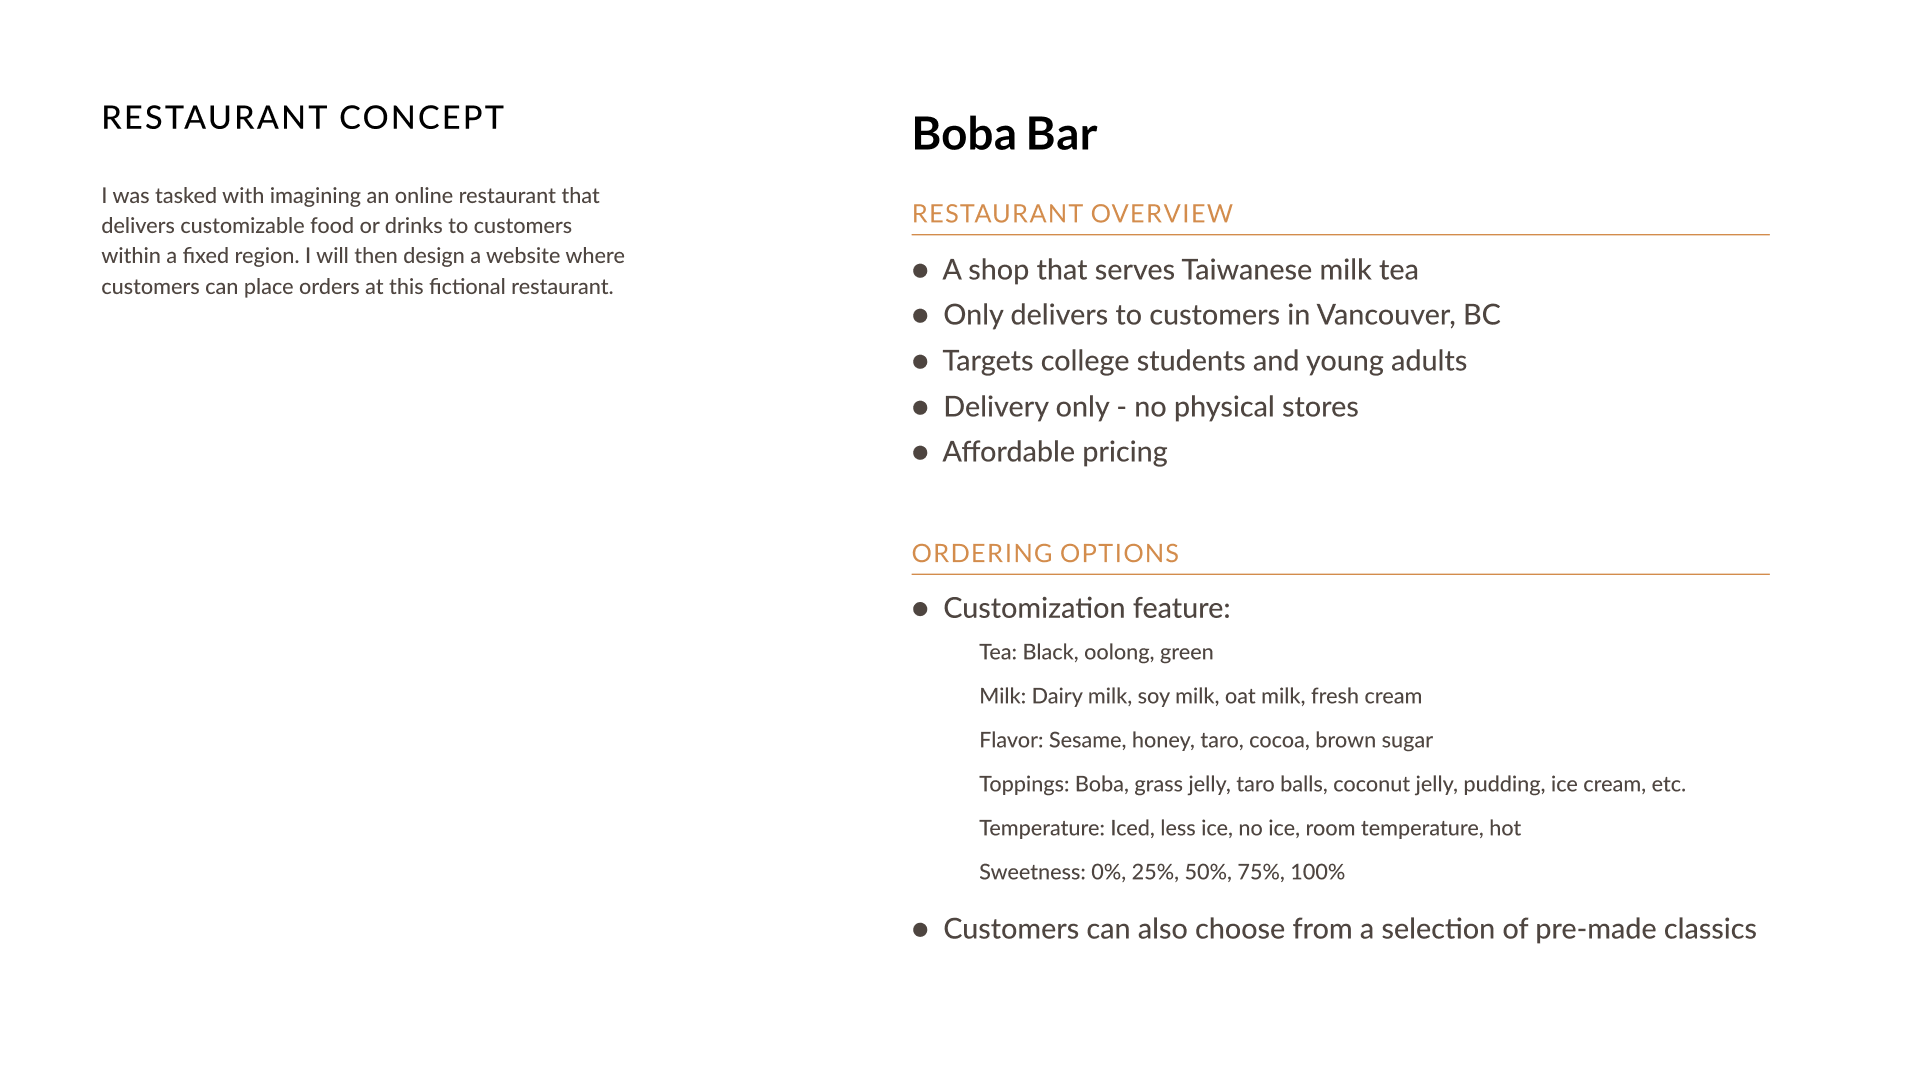 RESTAURANT CONCEPT
I was tasked with imagining an online restaurant that
delivers customizable food or drinks to customers
within a fixed region. I will then design a website where
customers can place orders at this fictional restaurant.
Boba Bar
RESTAURANT OVERVIEW
● A shop that serves Taiwanese milk tea
● Only delivers to customers in Vancouver, BC
● Targets college students and young adults
● Delivery only - no physical stores
● Affordable pricing
ORDERING OPTIONS
● Customization feature:
Tea: Black, oolong, green
Milk: Dairy milk, soy milk, oat milk, fresh cream
Flavor: Sesame, honey, taro, cocoa, brown sugar
Toppings: Boba, grass jelly, taro balls, coconut jelly, pudding, ice cream, etc.
Temperature: Iced, less ice, no ice, room temperature, hot
Sweetness: 0%, 25%, 50%, 75%, 100%
● Customers can also choose from a selection of pre-made classics